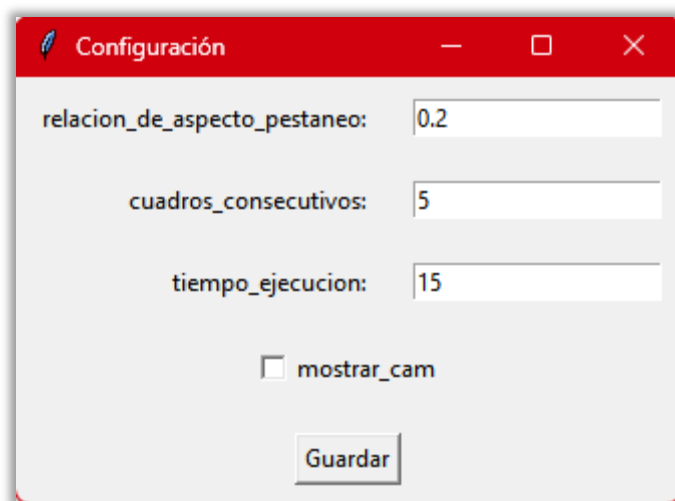 Configuración
relacion_de_aspecto_pestaneo: 0.2
cuadros_consecutivos: 5
tiempo_ejecucion: 15
mostrar_cam
Guardar